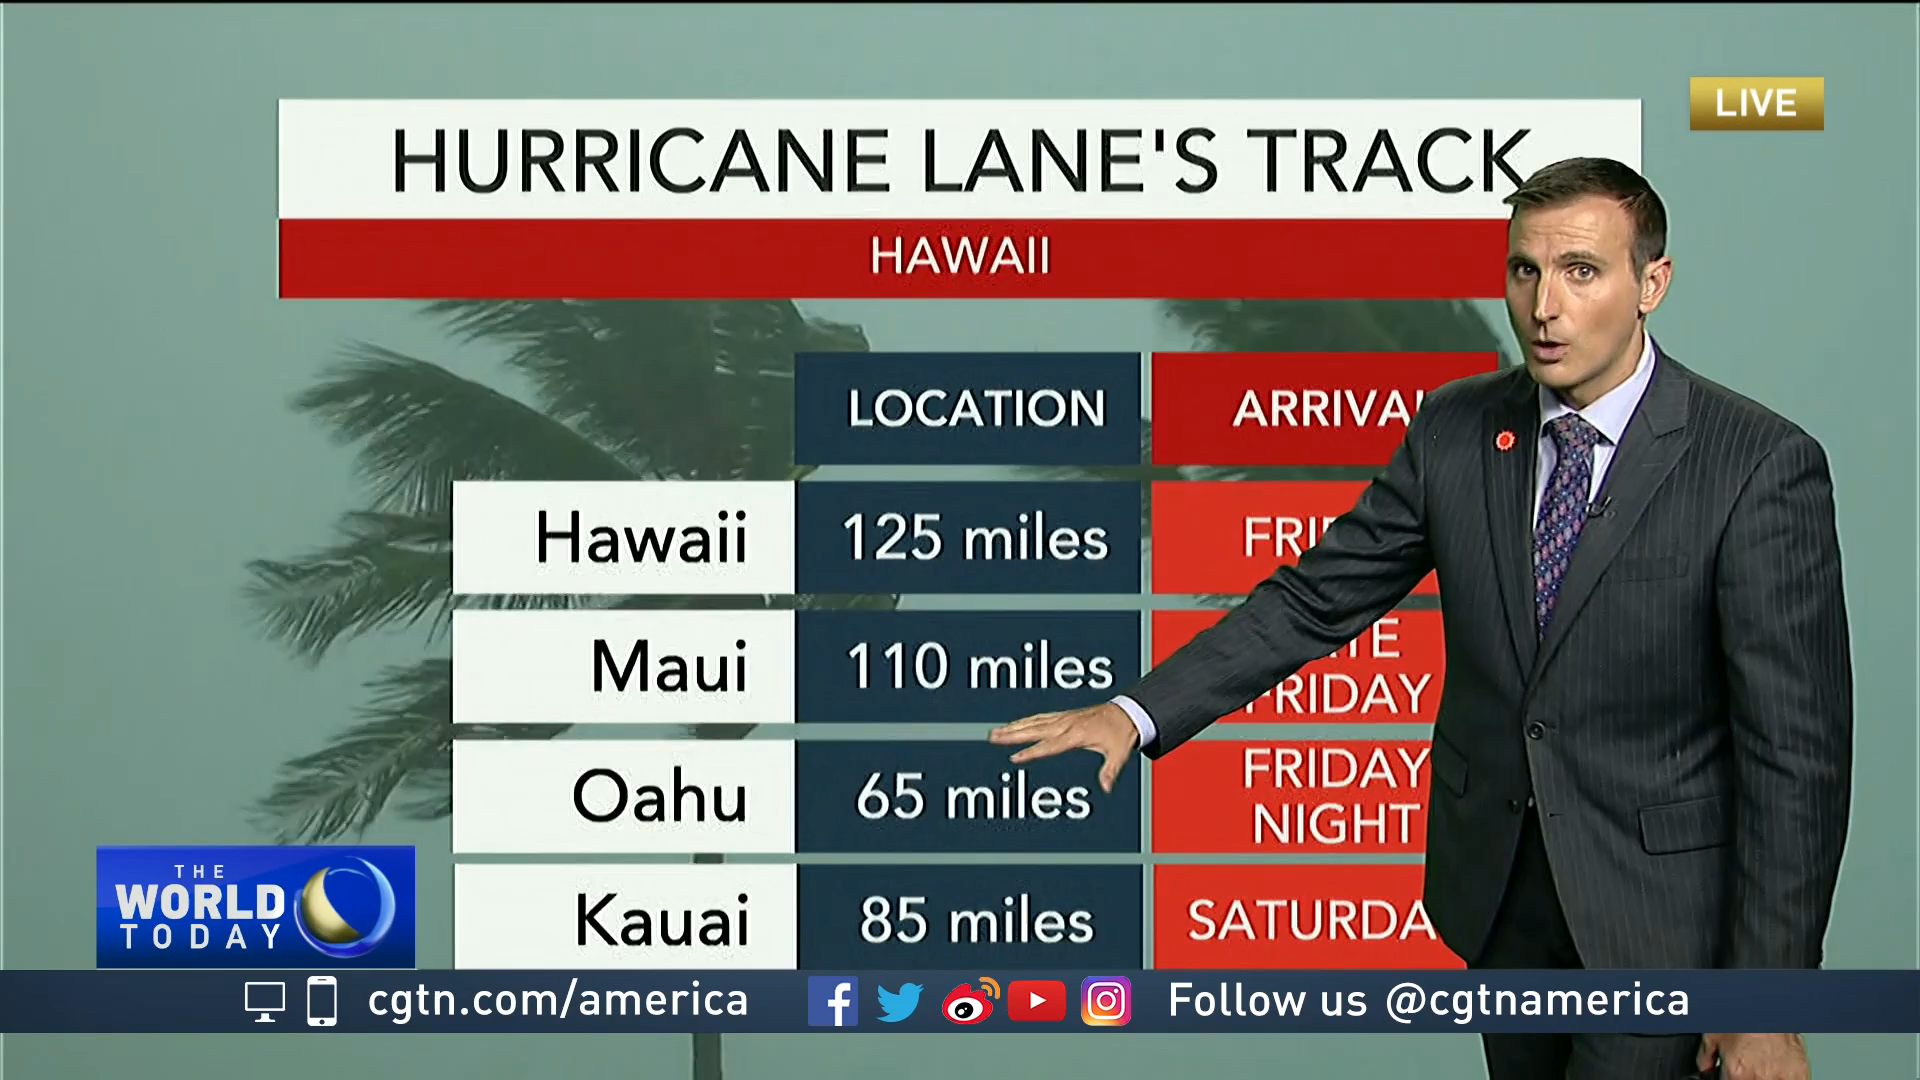 LIVE
HURRICANE LANE'S TRACK
HAWAII
LOCATION
Hawaii 125 miles
Maui 110 miles FRIDAY
Oahu 65 miles FRIDAY NIGHT
Kauai 85 miles
THE
WORLD
TODAY
cgtn.com/america
f
Follow us @cgtnamerica